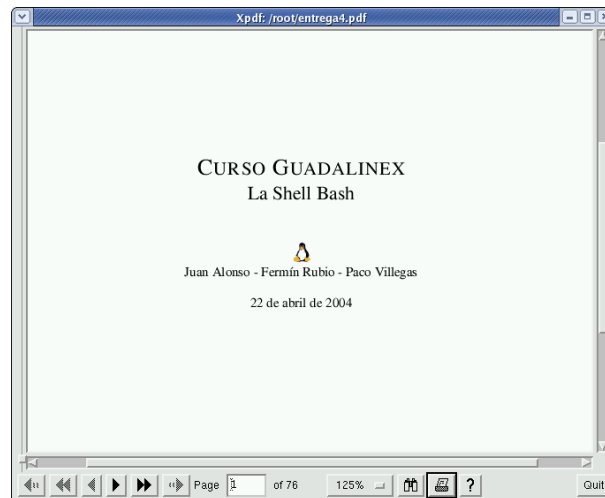 Xpdf: /root/entrega4.pdf
CURSO GUADALINEX
La Shell Bash
Juan Alonso - Fermín Rubio - Paco Villegas
22 de abril de 2004
Page 1 of 76 125% ? Quit